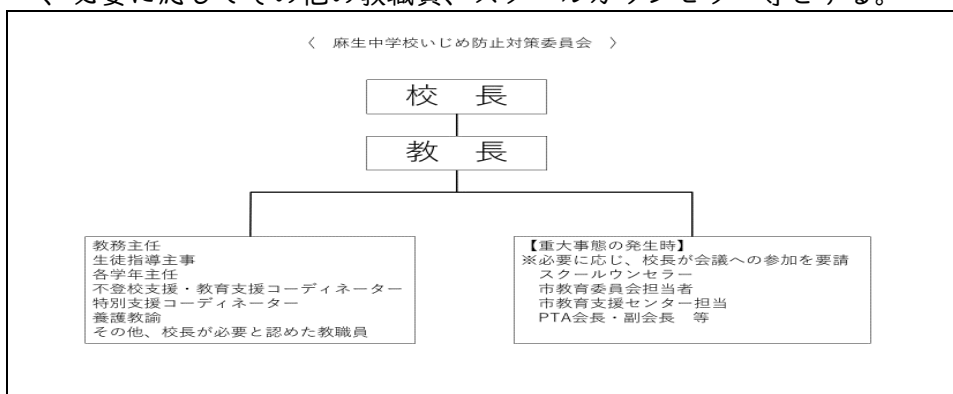 、必要に応じてその他の教職員、スクールカウンセラー等とする。
〈 麻生中学校いじめ防止対策委員会 〉
校 長
教 長
教務主任
生徒指導主事
各学年主任
不登校支援・教育支援コーディネーター
特別支援コーディネーター
養護教諭
その他、校長が必要と認めた教職員
【重大事態の発生時】
※必要に応じ、校長が会議への参加を要請
スクールウンセラー
市教育委員会担当者
市教育支援センター担当
PTA会長・副会長 等